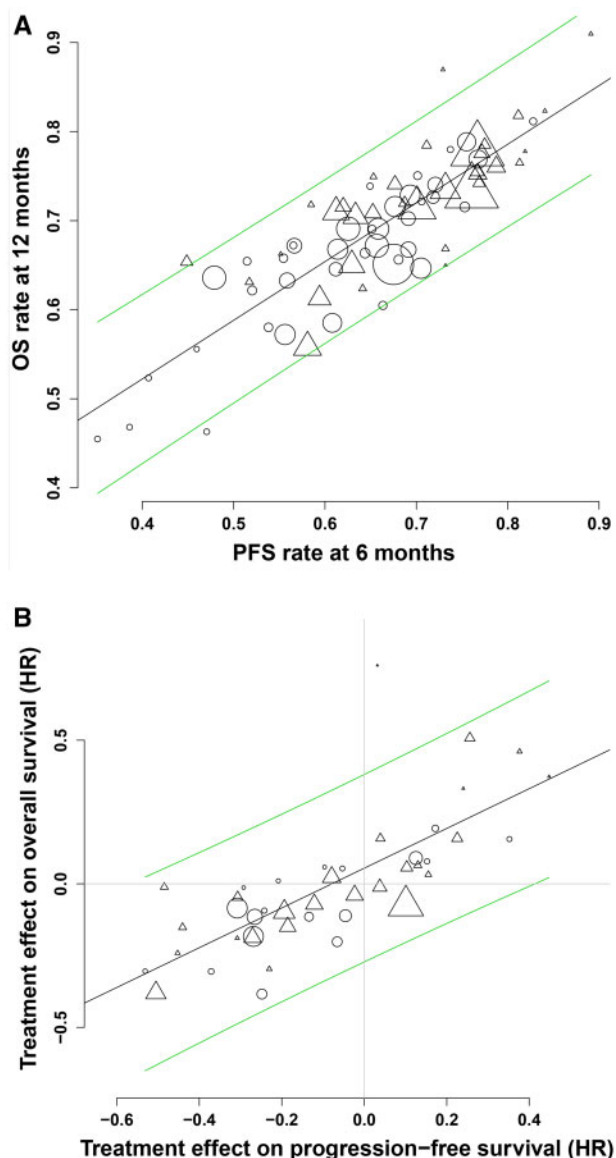 A
OS rate at 12 months
0.9
0.8
0.7
0.6
0.5
0.4
0.4 0.5 0.6 0.7 0.8 0.9
PFS rate at 6 months
B
Treatment effect on overall survival (HR)
0.5
0.0
-0.5
−0.6 −0.4 −0.2 0.0 0.2 0.4
Treatment effect on progression−free survival (HR)